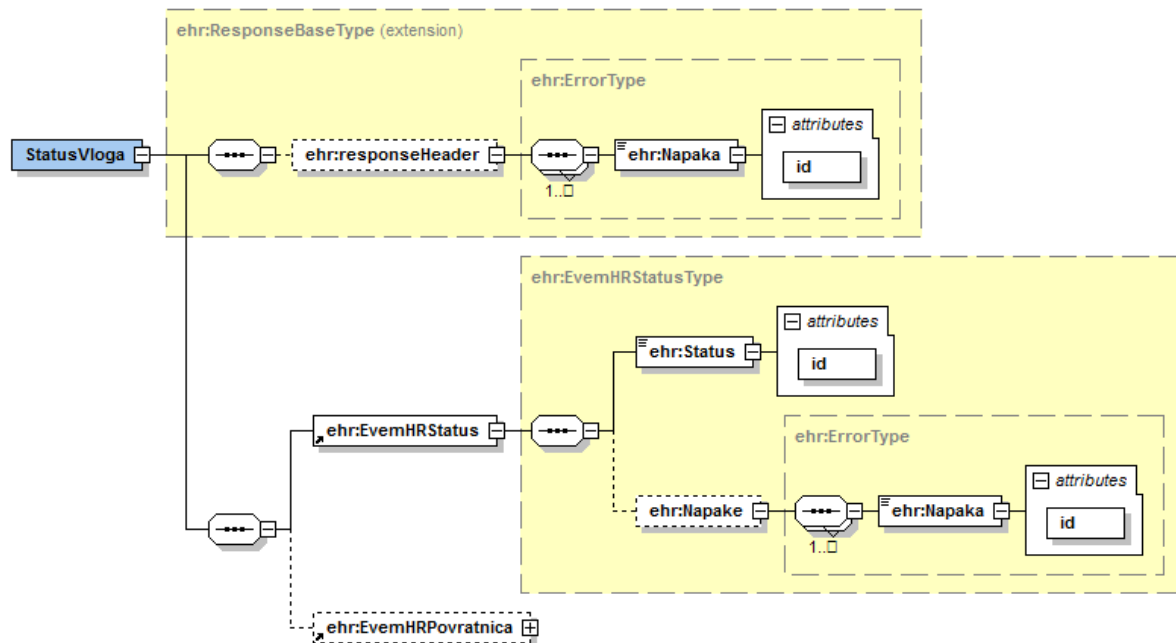 ehr:ResponseBaseType (extension)
ehr:ErrorType
attributes
StatusVloga
ehr:responseHeader
ehr:Napaka
id
1..□
ehr:EvemHRStatusType
attributes
ehr:Status
id
ehr:EvemHRStatus
ehr:ErrorType
attributes
ehr:Napake
ehr:Napaka
id
1..□
ehr:EvemHRPovratnica